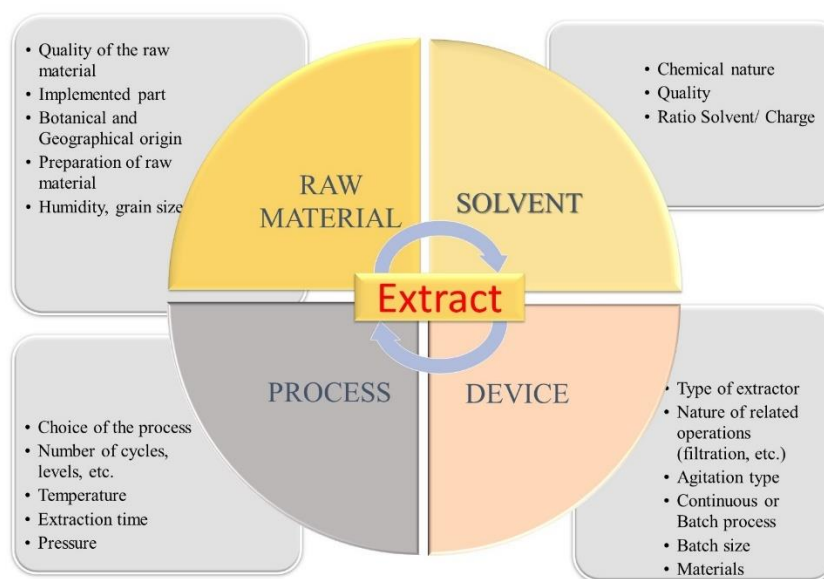 • Quality of the raw
material
• Implemented part
• Botanical and
Geographical origin
• Preparation of raw
material
• Humidity, grain size
• Chemical nature
• Quality
• Ratio Solvent/ Charge
RAW
MATERIAL
SOLVENT
Extract
PROCESS
DEVICE
• Choice of the process
• Number of cycles,
levels, etc.
• Temperature
• Extraction time
• Pressure
• Type of extractor
• Nature of related
operations
(filtration, etc.)
• Agitation type
• Continuous or
Batch process
• Batch size
• Materials